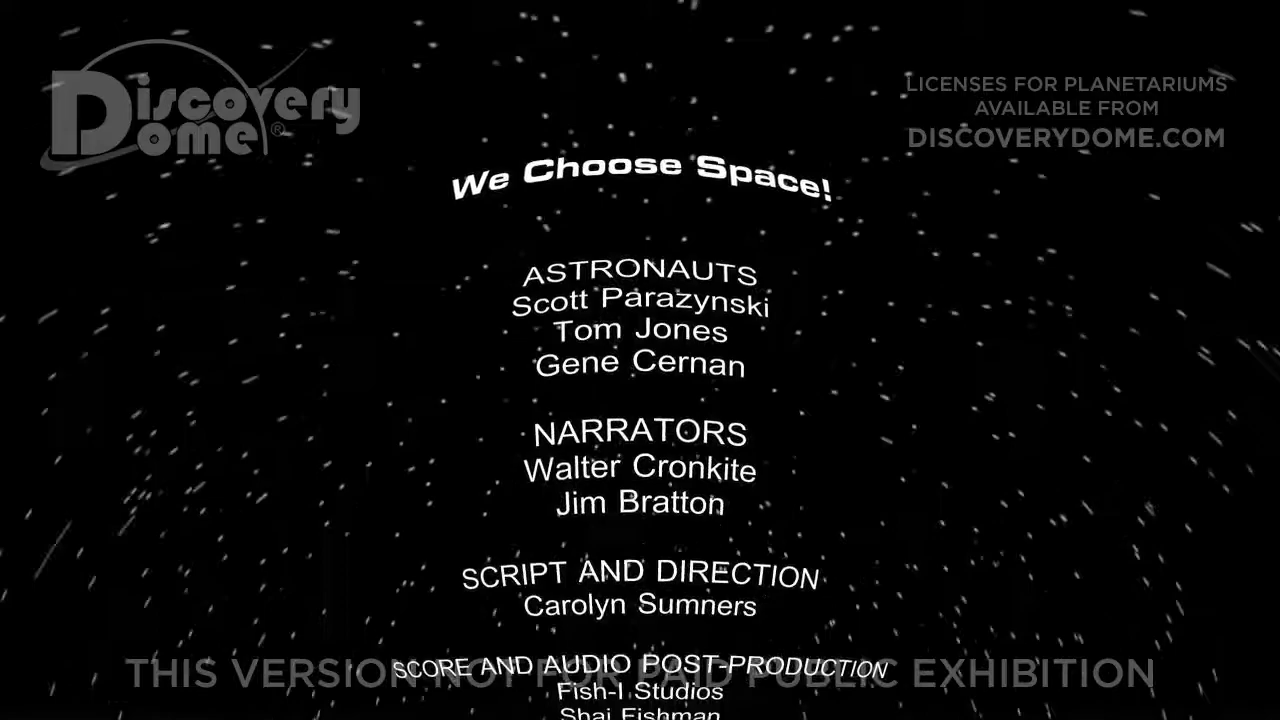 Discovery
Dome®
LICENSES FOR PLANETARIUMS
AVAILABLE FROM
DISCOVERYDOME.COM
We Choose Space!
ASTRONAUTS
Scott Parazynski
Tom Jones
Gene Cernan
NARRATORS
Walter Cronkite
Jim Bratton
SCRIPT AND DIRECTION
Carolyn Sumners
SCORE AND AUDIO POST-PRODUCTION
THIS VERSION NOT FOR PAID PUBLIC EXHIBITION
Fish-I Studios
Shai Fishman